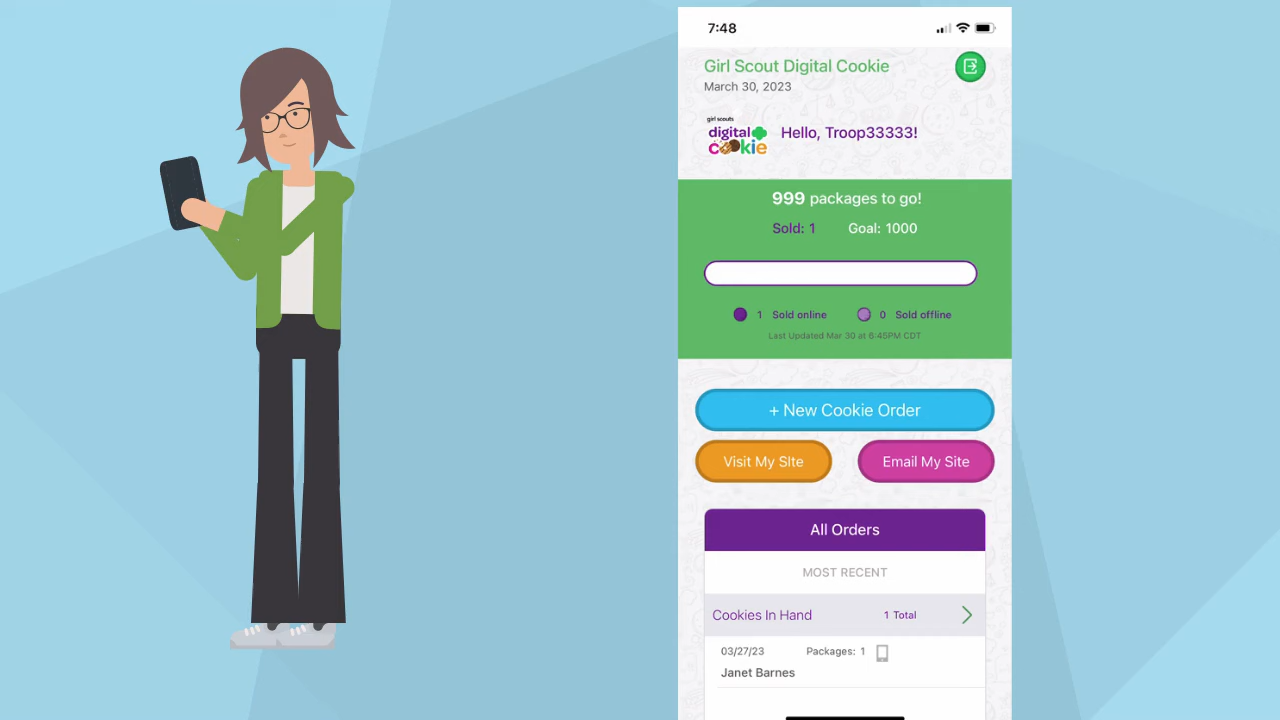 7:48
Girl Scout Digital Cookie
March 30, 2023
girl scouts
digital
cookie
Hello, Troop33333!
999 packages to go!
Sold: 1 Goal: 1000
1 Sold online 0 Sold offline
Last Updated Mar 30 at 6:45PM CDT
+ New Cookie Order
Visit My SIte Email My Site
All Orders
MOST RECENT
Cookies In Hand 1 Total
03/27/23 Packages: 1
Janet Barnes